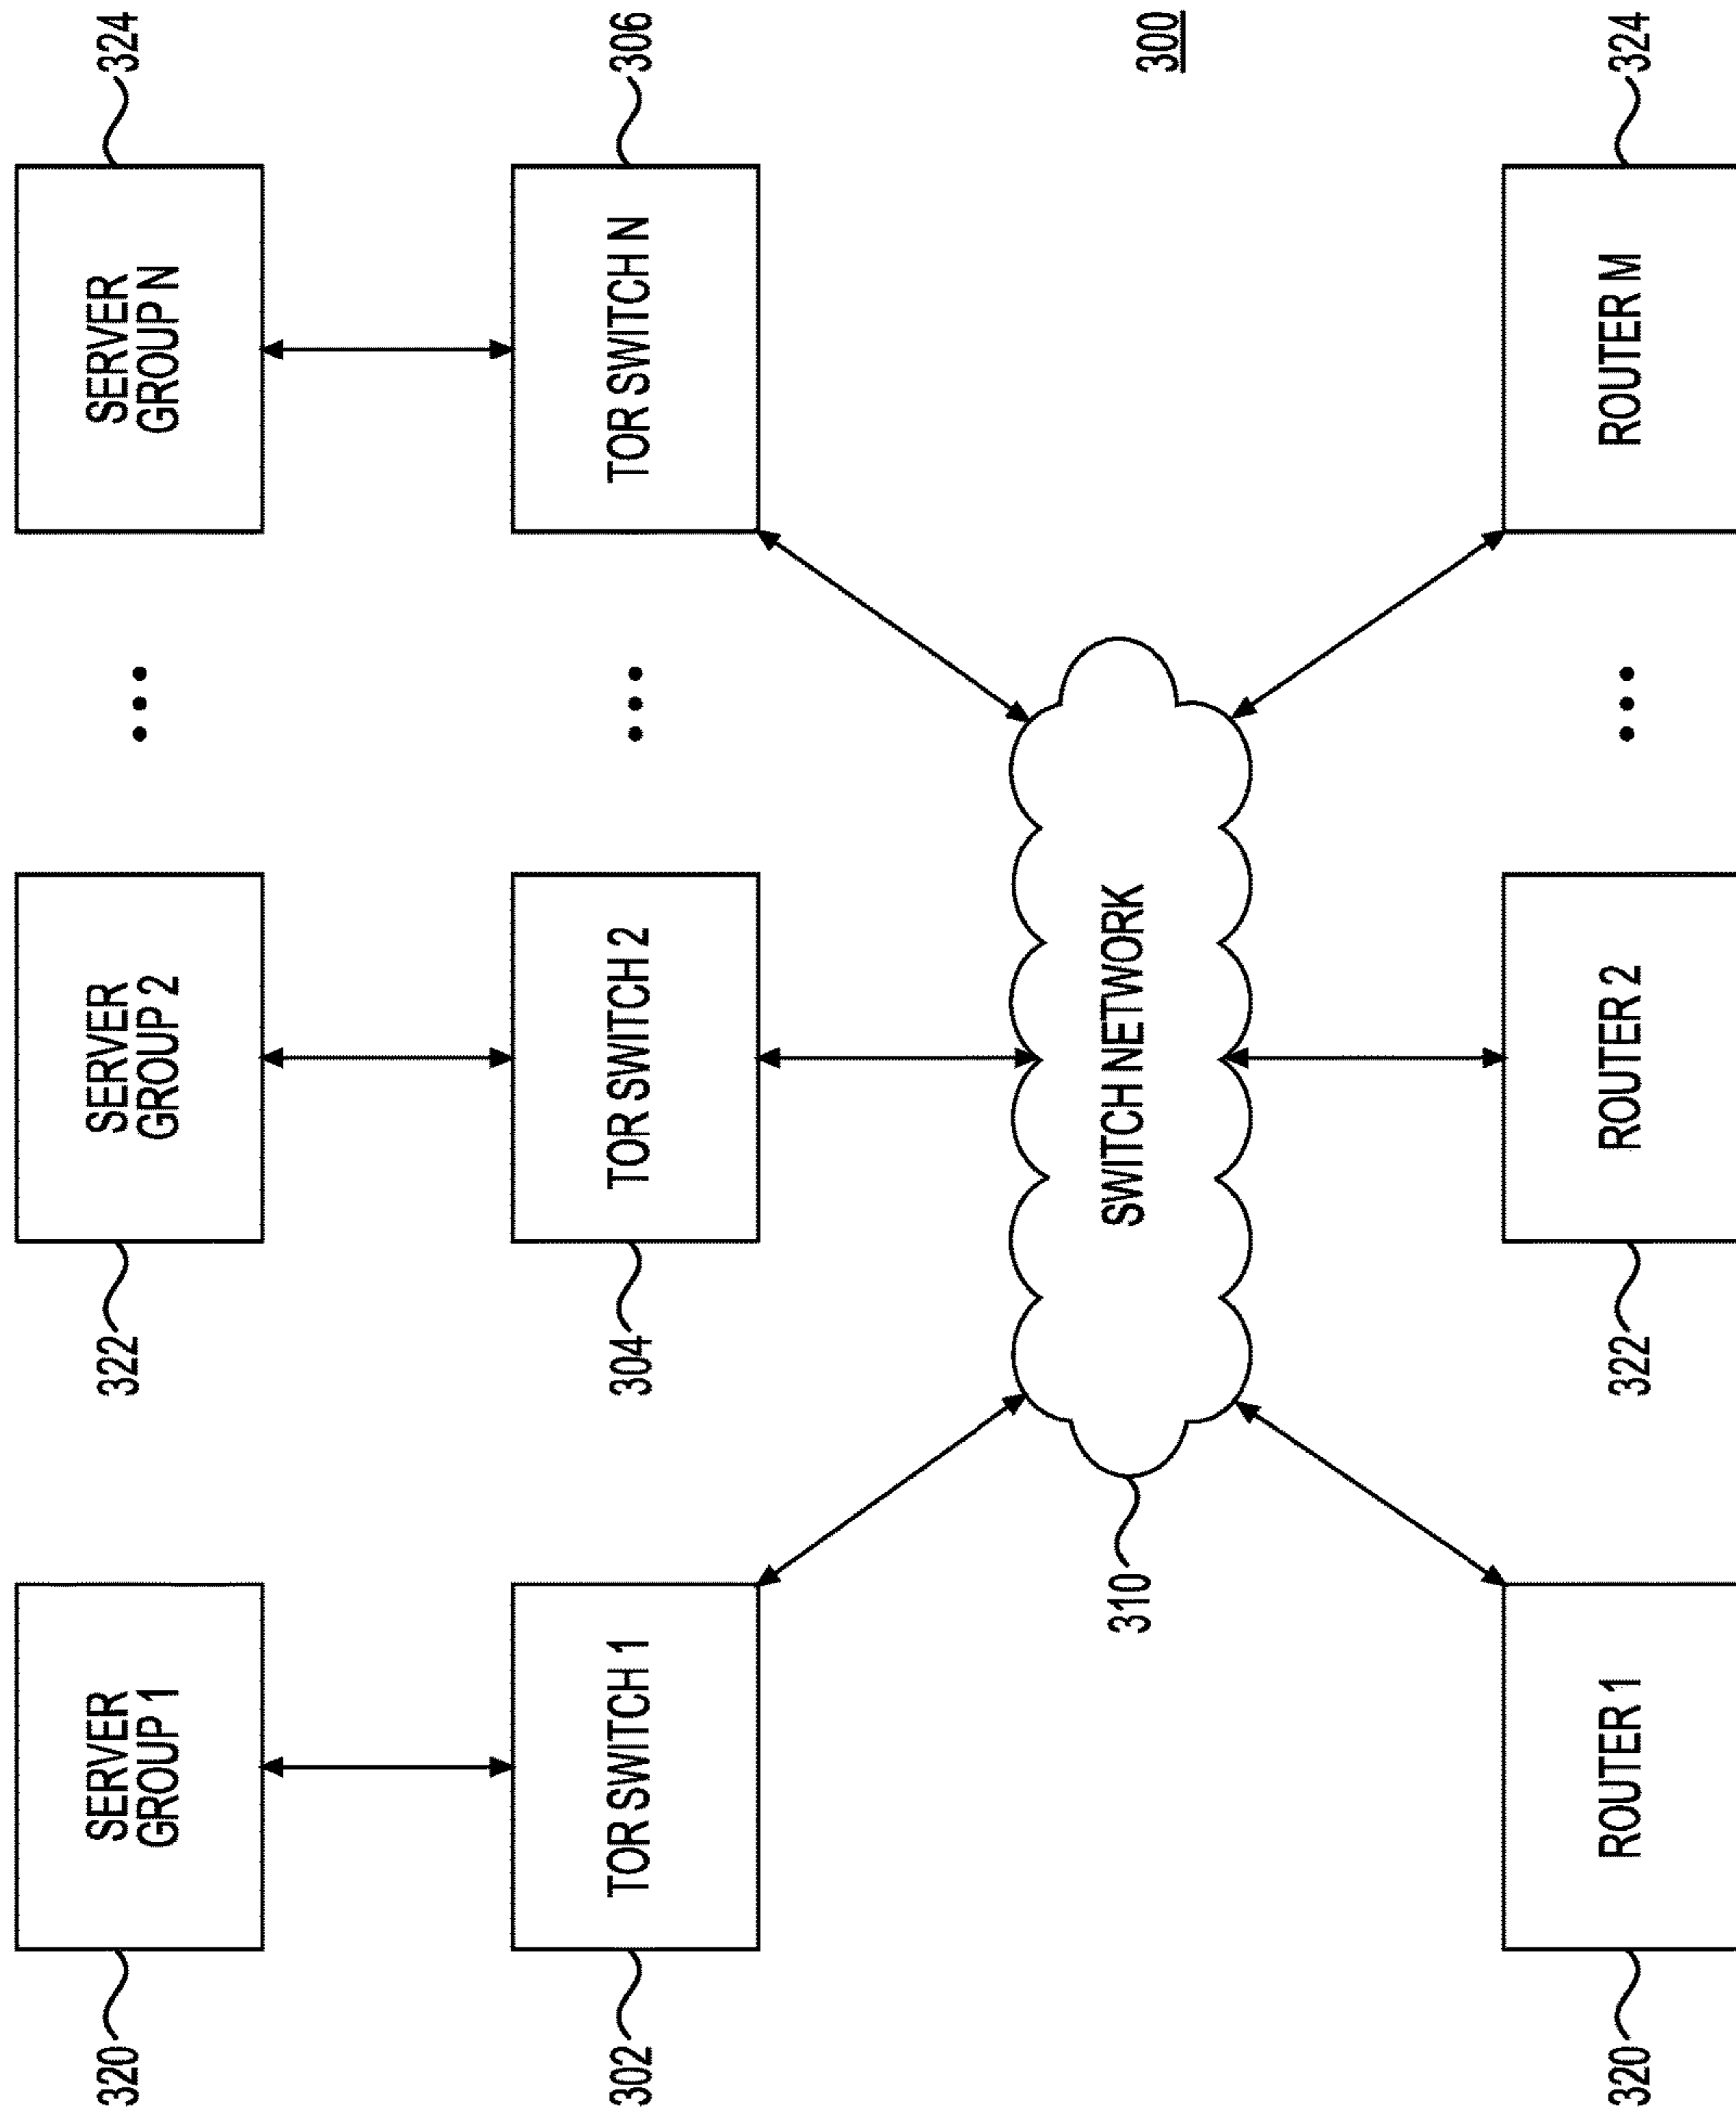 SERVER
GROUP 1
320
SERVER
GROUP 2
322
SERVER
GROUP N
324
TOR SWITCH 1
302
TOR SWITCH 2
304
TOR SWITCH N
306
SWITCH NETWORK
310
300
ROUTER 1
320
ROUTER 2
322
ROUTER M
324